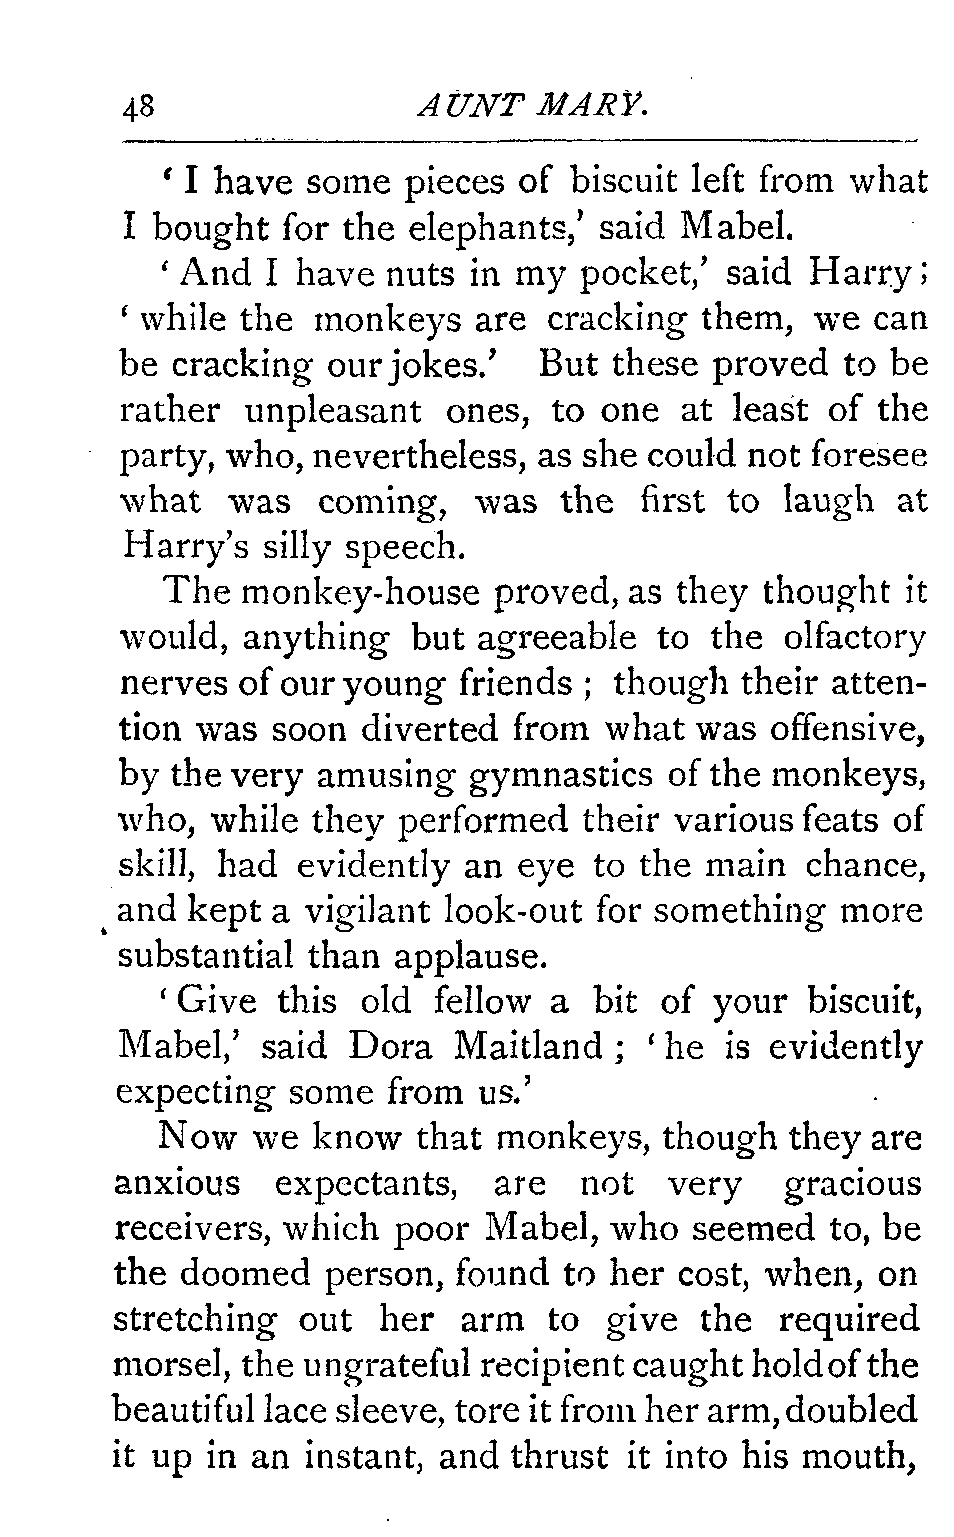 48 AUNT MARY.
‘ I have some pieces of biscuit left from what
I bought for the elephants,’ said Mabel.
‘ And I have nuts in my pocket,’ said Harry;
‘ while the monkeys are cracking them, we can
be cracking our jokes.’ But these proved to be
rather unpleasant ones, to one at least of the
party, who, nevertheless, as she could not foresee
what was coming, was the first to laugh at
Harry’s silly speech.
The monkey-house proved, as they thought it
would, anything but agreeable to the olfactory
nerves of our young friends ; though their atten-
tion was soon diverted from what was offensive,
by the very amusing gymnastics of the monkeys,
who, while they performed their various feats of
skill, had evidently an eye to the main chance,
and kept a vigilant look-out for something more
substantial than applause.
‘ Give this old fellow a bit of your biscuit,
Mabel,’ said Dora Maitland ; ‘ he is evidently
expecting some from us.’
Now we know that monkeys, though they are
anxious expectants, are not very gracious
receivers, which poor Mabel, who seemed to, be
the doomed person, found to her cost, when, on
stretching out her arm to give the required
morsel, the ungrateful recipient caught hold of the
beautiful lace sleeve, tore it from her arm, doubled
it up in an instant, and thrust it into his mouth,